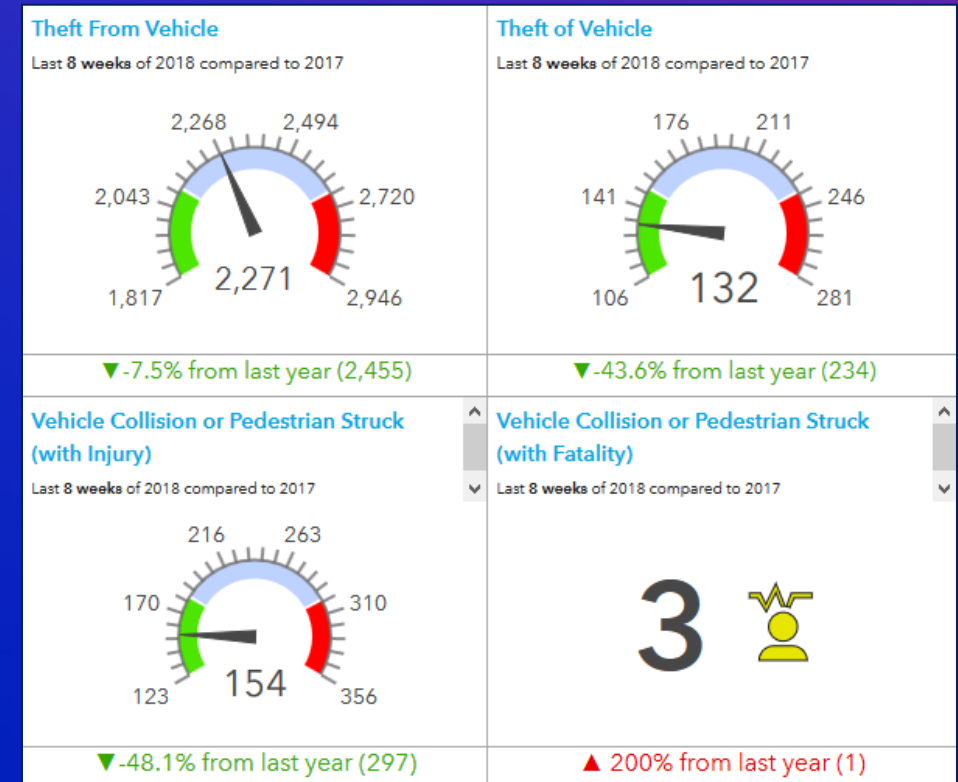 Theft From Vehicle
Last 8 weeks of 2018 compared to 2017
2,268 2,494
2,043 2,720
1,817 2,271 2,946
▼-7.5% from last year (2,455)
Theft of Vehicle
Last 8 weeks of 2018 compared to 2017
176 211
141 246
106 132 281
▼-43.6% from last year (234)
Vehicle Collision or Pedestrian Struck
(with Injury)
Last 8 weeks of 2018 compared to 2017
216 263
170 310
123 154 356
▼-48.1% from last year (297)
Vehicle Collision or Pedestrian Struck
(with Fatality)
Last 8 weeks of 2018 compared to 2017
3
▲ 200% from last year (1)